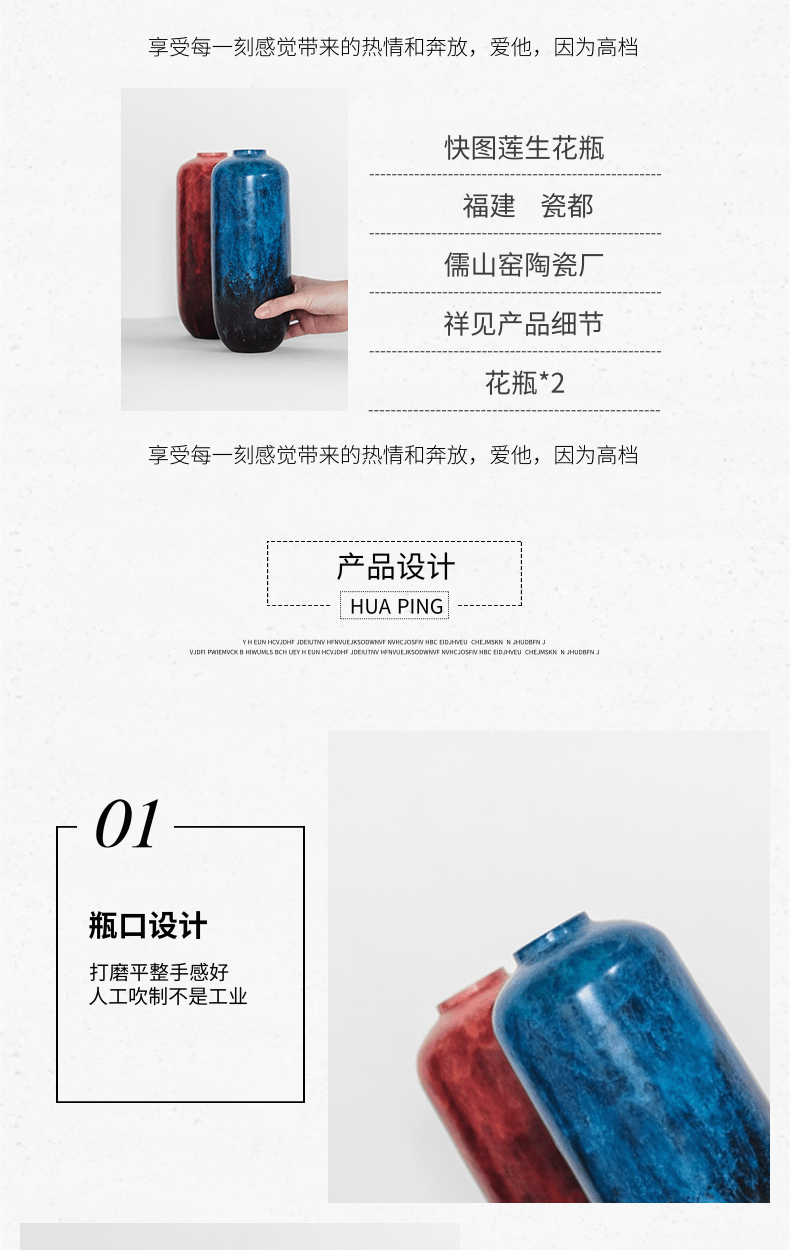 享受每一刻感觉带来的热情和奔放，爱他，因为高档
快图莲生花瓶
福建 瓷都
儒山窑陶瓷厂
祥见产品细节
花瓶*2
享受每一刻感觉带来的热情和奔放，爱他，因为高档
产品设计
HUA PING
Y H EUN HCVJDHF JDEIUTNV HFNVUEJKSODWNVF NVHCJOSFIV HBC EIDJHVEU CHEJMSKN N JHUDBFN J
VJDFI PWIEMVCK B HIWUMLS BCH UEY H EUN HCVJDHF JDEIUTNV HFNVUEJKSODWNVF NVHCJOSFIV HBC EIDJHVEU CHEJMSKN N JHUDBFN J
01
瓶口设计
打磨平整手感好
人工吹制不是工业